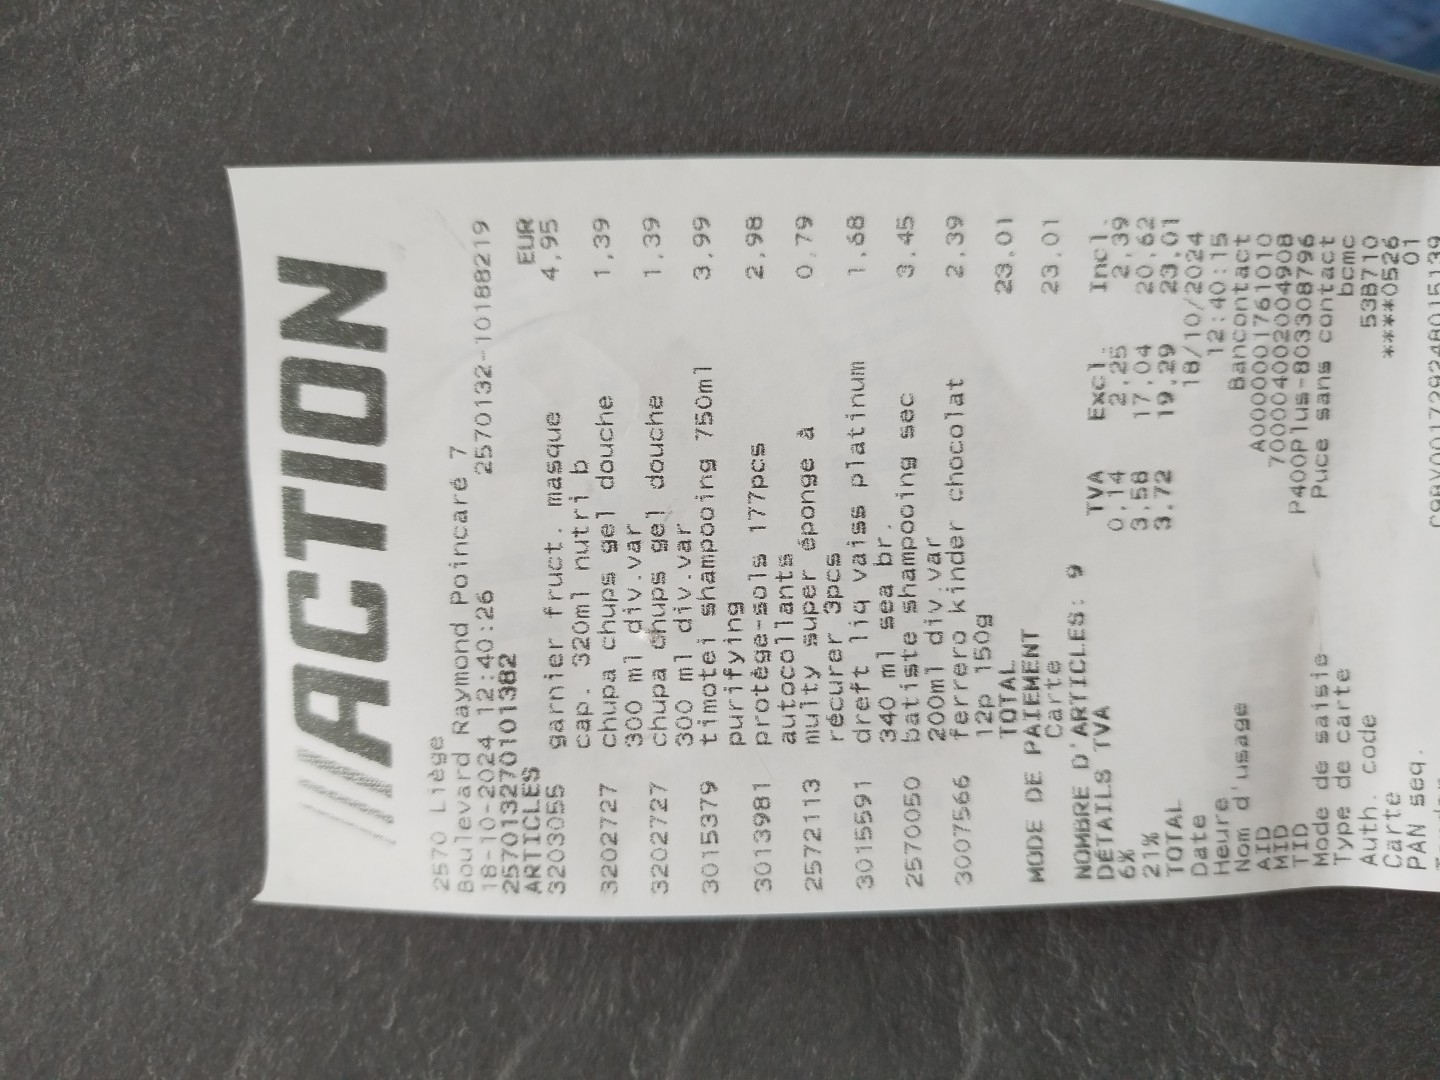 ///ACTION
2570 Liège
Boulevard Raymond Poincaré 7
18-10-2024 12:40:26 2570132-10188219
2570132701013B2
ARTICLES EUR
3203055 garnier fruct. masque 4,95
cap. 320ml nutri b
3202727 chupa chups gel douche 1,39
300 ml div.var
3202727 chupa chups gel douche 1,39
300 ml div.var
3015379 timotei shampooing 750ml 3,99
purifying
3013981 protège-sols 177pcs 2,98
autocollants
2572113 muity super éponge à 0,79
récurer 3pcs
3015591 dreft liq vaiss platinum 1,68
340 ml sea br.
2570050 batiste shampooing sec 3,45
200ml div.var
3007566 ferrero kinder chocolat 2,39
12p 150g
TOTAL 23,01
MODE DE PAIEMENT
Carte 23,01
NOMBRE D'ARTICLES: 9
DÉTAILS TVA TVA Excl. Incl.
6% 0,14 2,25 2,39
21% 3,58 17,04 20,62
TOTAL 3,72 19,29 23,01
Date 18/10/2024
Heure 12:40:15
Nom d'usage Bancontact
AID A0000001761010
MID 700004002004908
TID P400Plus-803308796
Mode de saisie Puce sans contact
Type de carte bcmc
Auth. code 53B710
Carte ****0526
PAN seq. 01